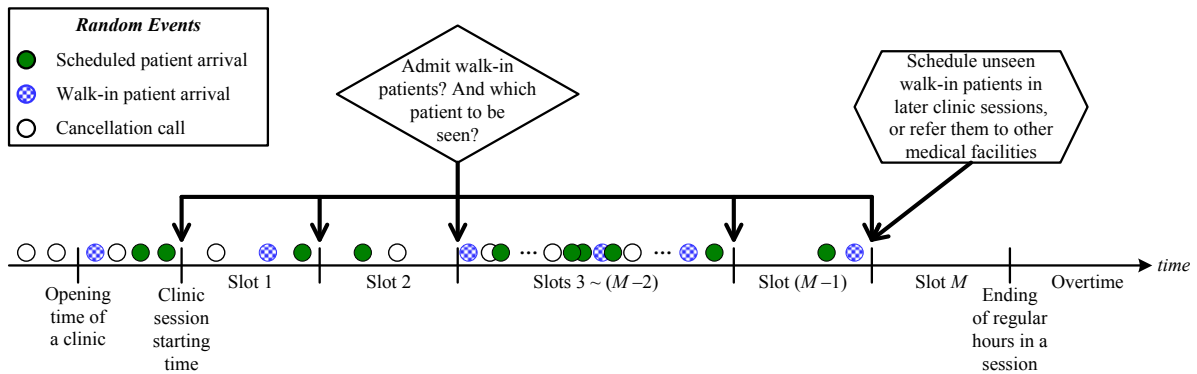 Random Events
Scheduled patient arrival
Walk-in patient arrival
Cancellation call
Admit walk-in
patients? And which
patient to be
seen?
Schedule unseen
walk-in patients in
later clinic sessions,
or refer them to other
medical facilities
...
...
time
Slot 1
Slot 2
Slots 3 ~ (M –2)
Slot (M –1)
Slot M
Overtime
Opening
time of
a clinic
Clinic
session
starting
time
Ending
of regular
hours in a
session